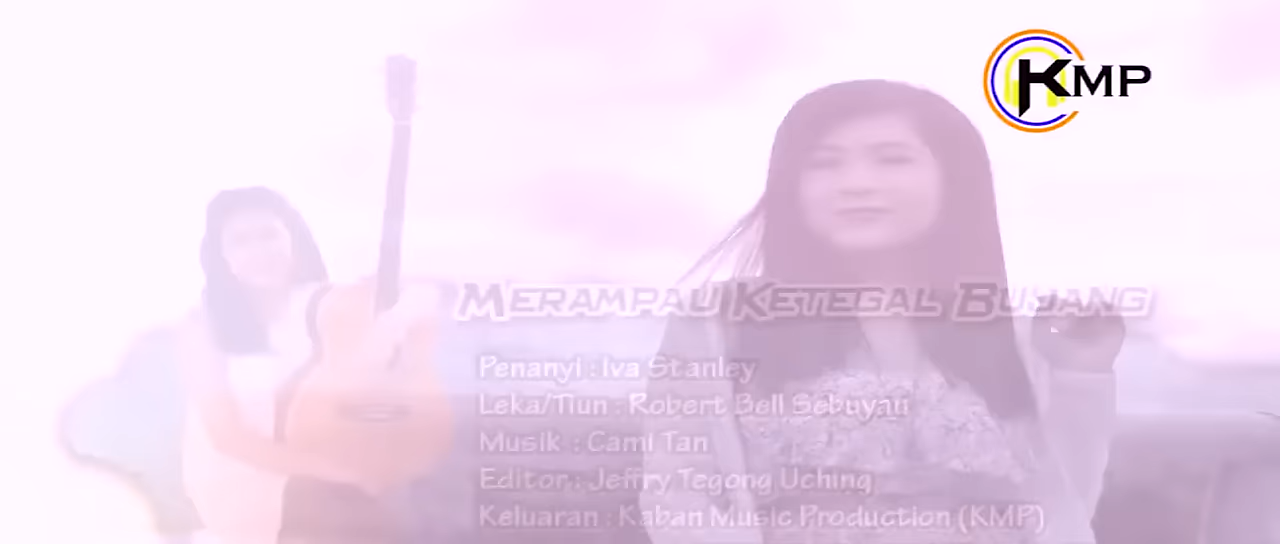 KMP
MERAMPAU KETEGAL BUJANG
Penanyi : Iva Stanley
Leka/Tiun : Robert Bell Sebuyau
Musik : Cami Tan
Editor : Jeffry Tegong Uching
Keluaran : Kaban Music Production (KMP)